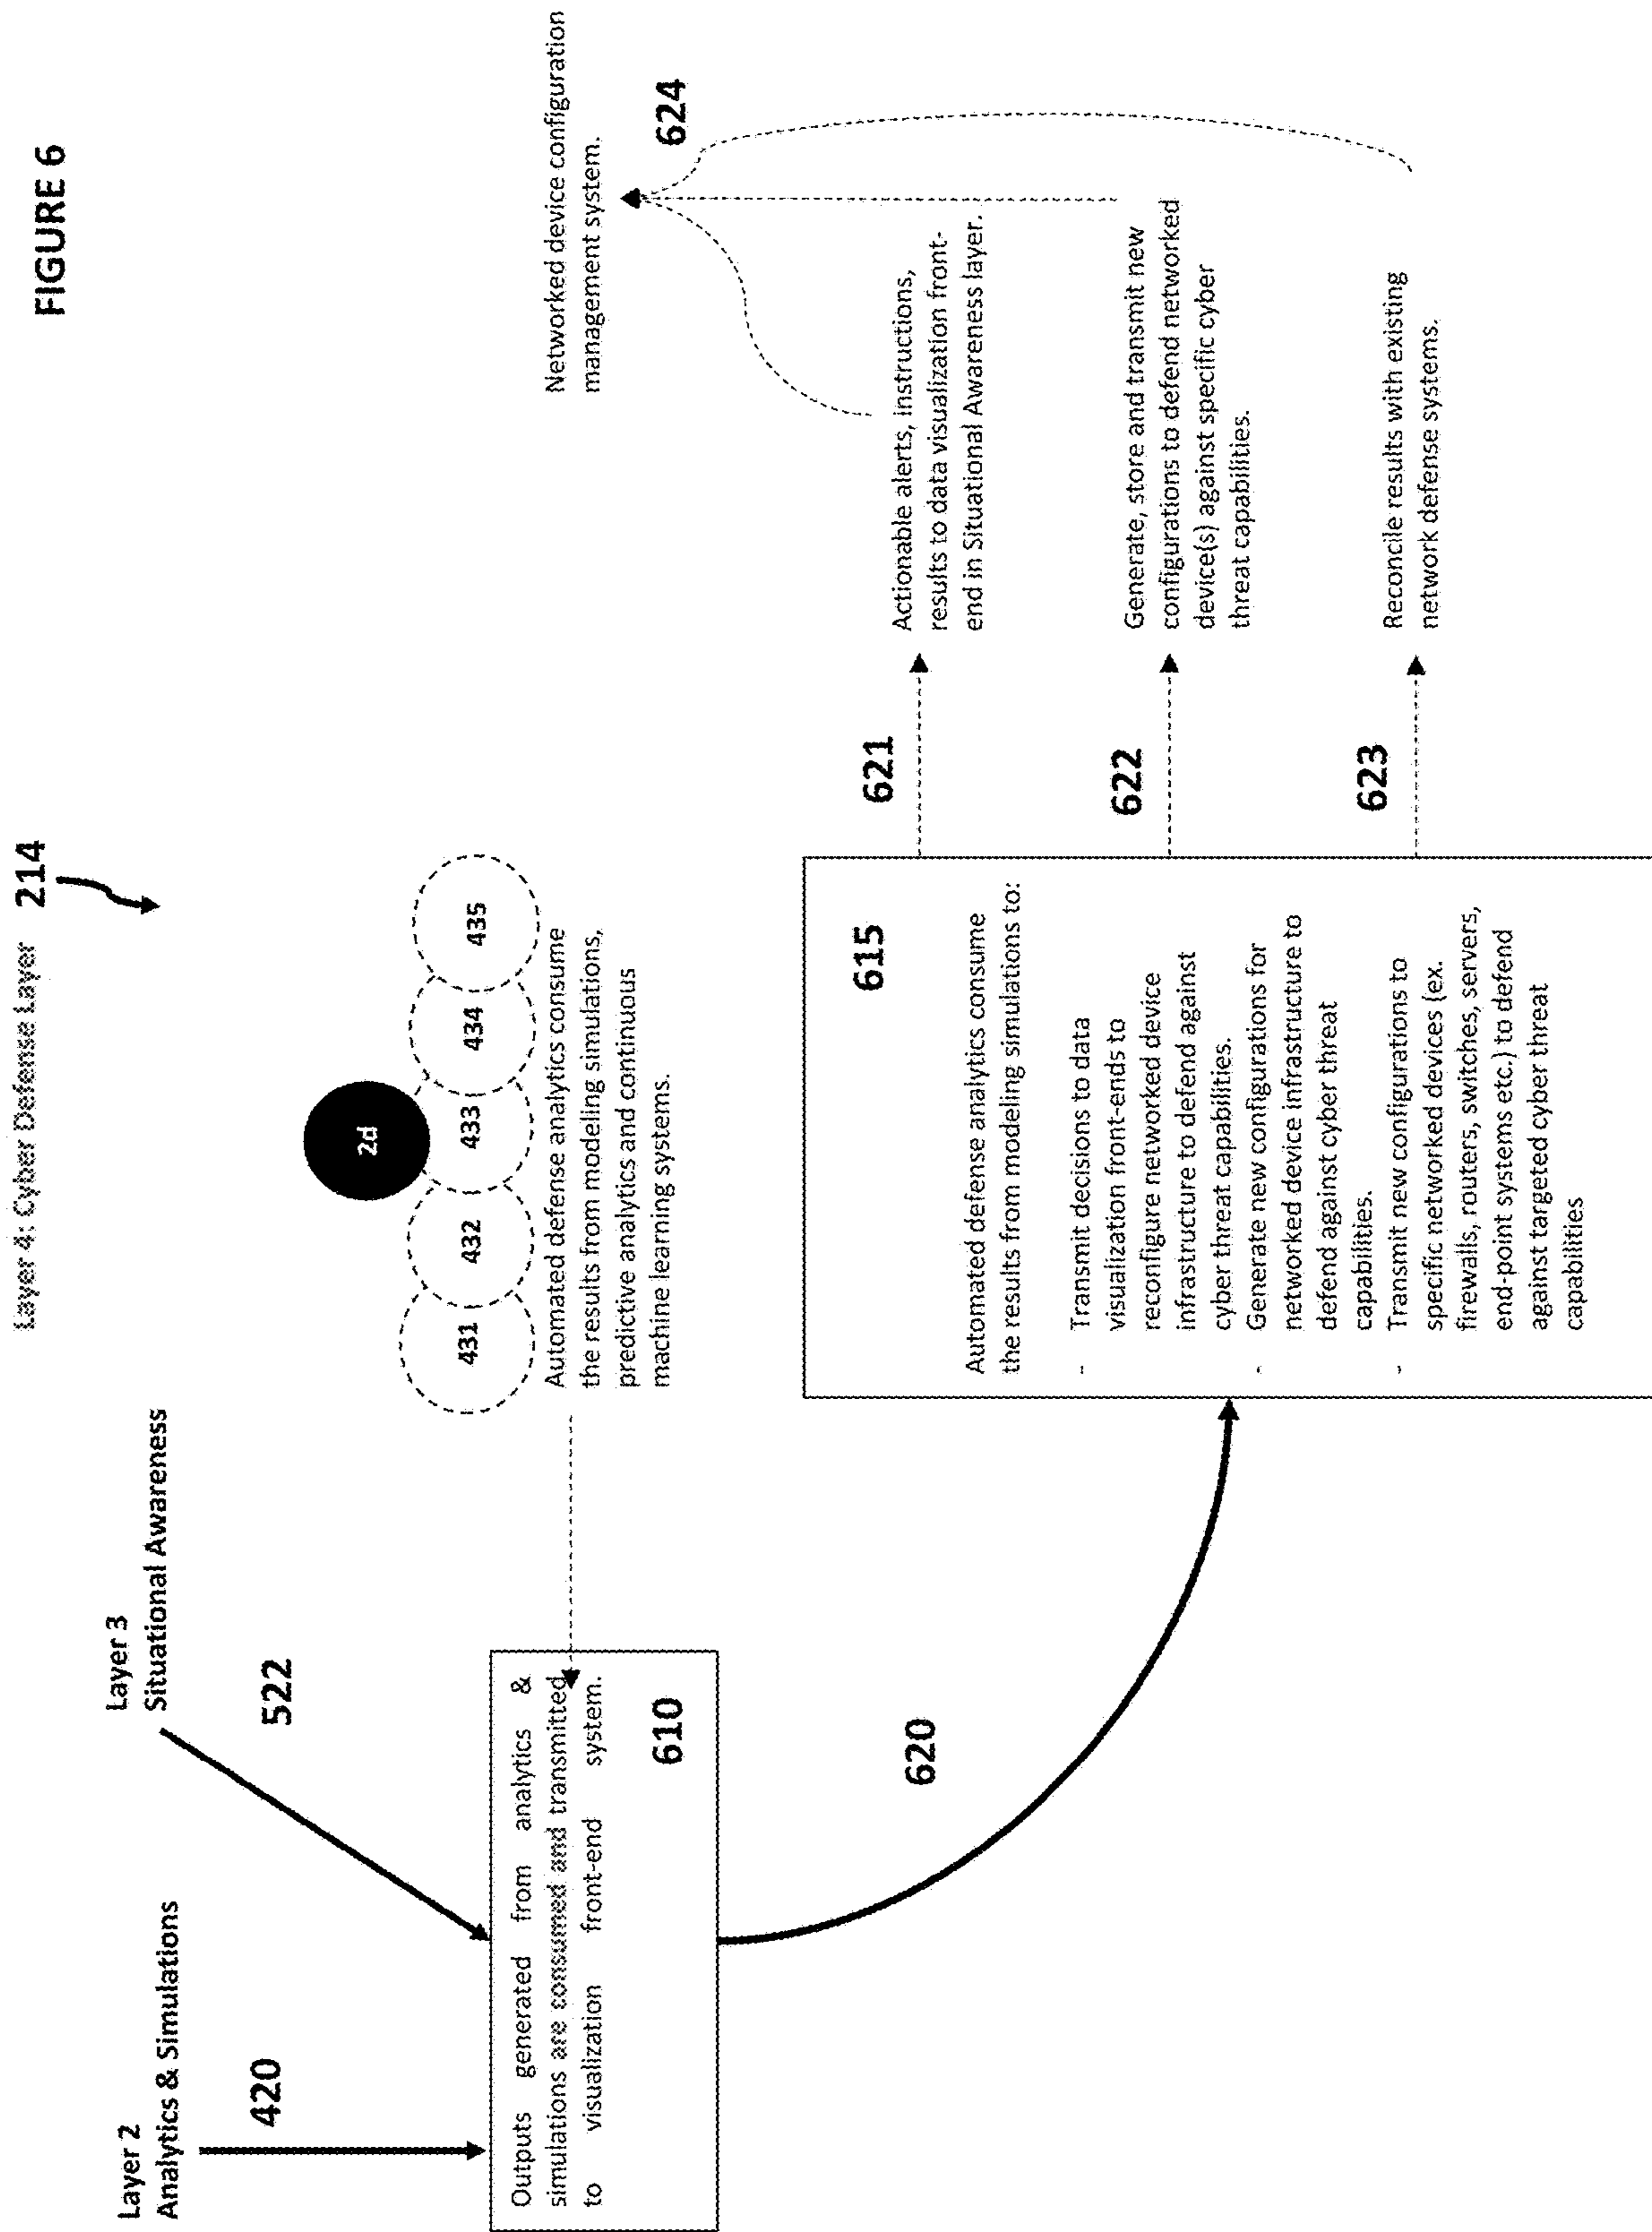 FIGURE 6
Layer 4: Cyber Defense Layer
214
Layer 2
Analytics & Simulations
420
Layer 3
Situational Awareness
522
2d
431
432
433
434
435
Automated defense analytics consume
the results from modeling simulations,
predictive analytics and continuous
machine learning systems.
Outputs generated from analytics &
simulations are consumed and transmitted
to visualization front-end system.
610
620
615
Automated defense analytics consume
the results from modeling simulations to:
- Transmit decisions to data
visualization front-ends to
reconfigure networked device
infrastructure to defend against
cyber threat capabilities.
- Generate new configurations for
networked device infrastructure to
defend against cyber threat
capabilities.
- Transmit new configurations to
specific networked devices (ex.
firewalls, routers, switches, servers,
end-point systems etc.) to defend
against targeted cyber threat
capabilities
621
Actionable alerts, instructions,
results to data visualization front-
end in Situational Awareness layer.
622
Generate, store and transmit new
configurations to defend networked
device(s) against specific cyber
threat capabilities.
623
Reconcile results with existing
network defense systems.
Networked device configuration
management system.
624